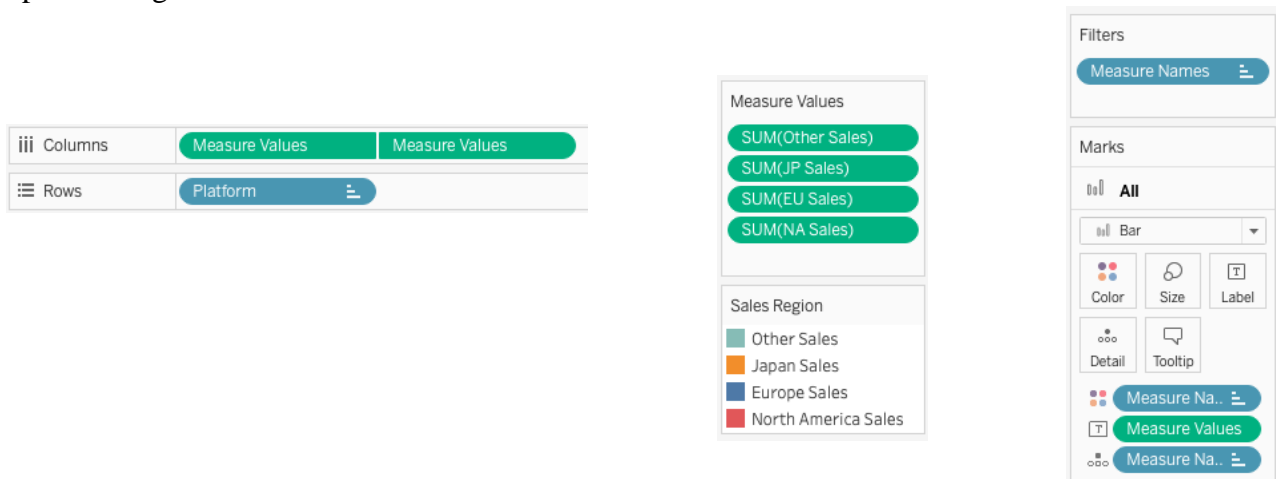 iii Columns Measure Values Measure Values
Rows Platform
Measure Values
SUM(Other Sales)
SUM(JP Sales)
SUM(EU Sales)
SUM(NA Sales)
Sales Region
Other Sales
Japan Sales
Europe Sales
North America Sales
Filters
Measure Names
Marks
All
Bar
Color Size T Label
Detail Tooltip
Measure Na..
T Measure Values
Measure Na..